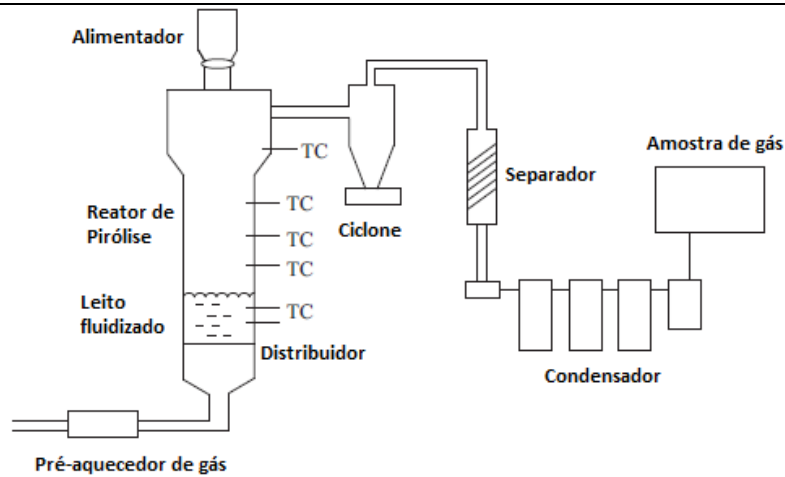 Alimentador
Amostra de gás
TC
Separador
TC
Reator de
Pirólise
Ciclone
TC
TC
Leito
fluidizado
TC
Distribuidor
Condensador
Pré-aquecedor de gás